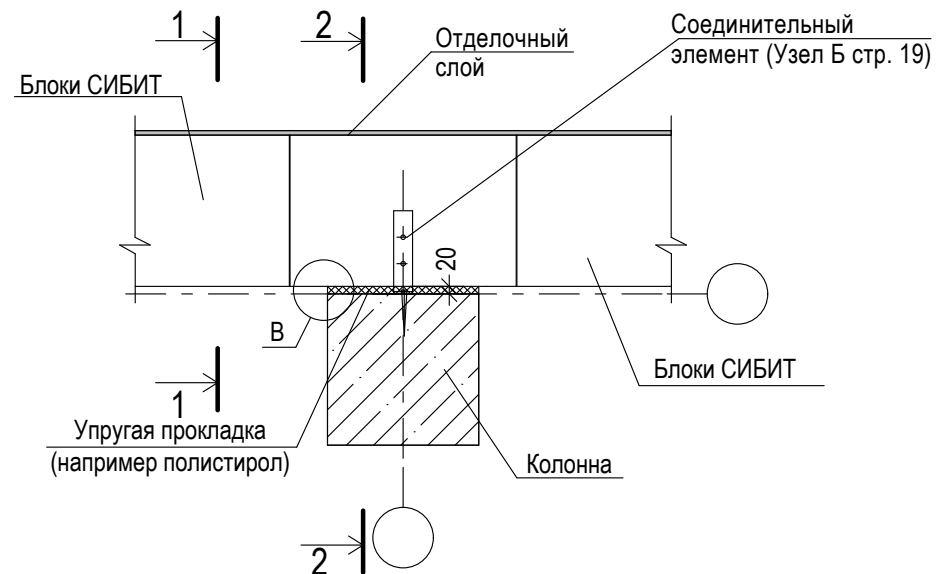 1
2
Соединительный
элемент (Узел Б стр. 19)
Отделочный
слой
Блоки СИБИТ
20
В
Блоки СИБИТ
1
Упругая прокладка
(например полистирол)
Колонна
2